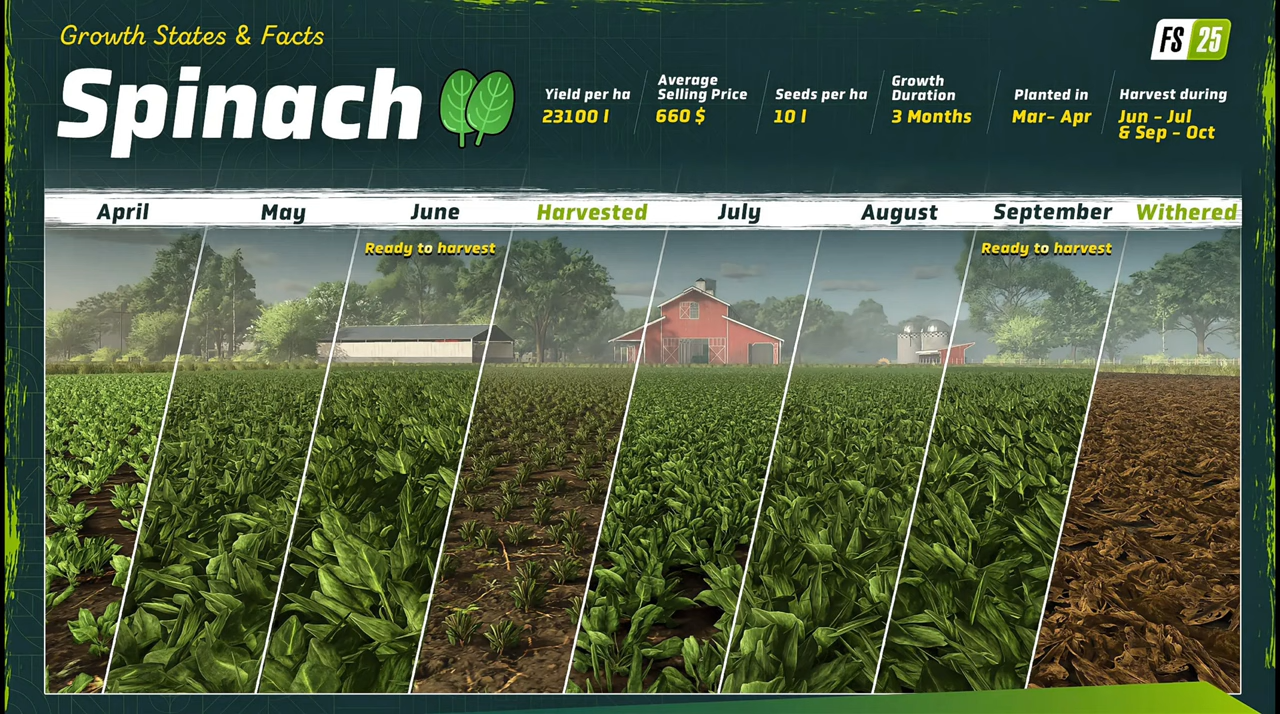 Growth States & Facts
FS 25
Spinach
Yield per ha
23100 l
Average
Selling Price
660 $
Seeds per ha
10 l
Growth
Duration
3 Months
Planted in
Mar- Apr
Harvest during
Jun - Jul
& Sep - Oct
April May June Harvested July August September Withered
Ready to harvest Ready to harvest